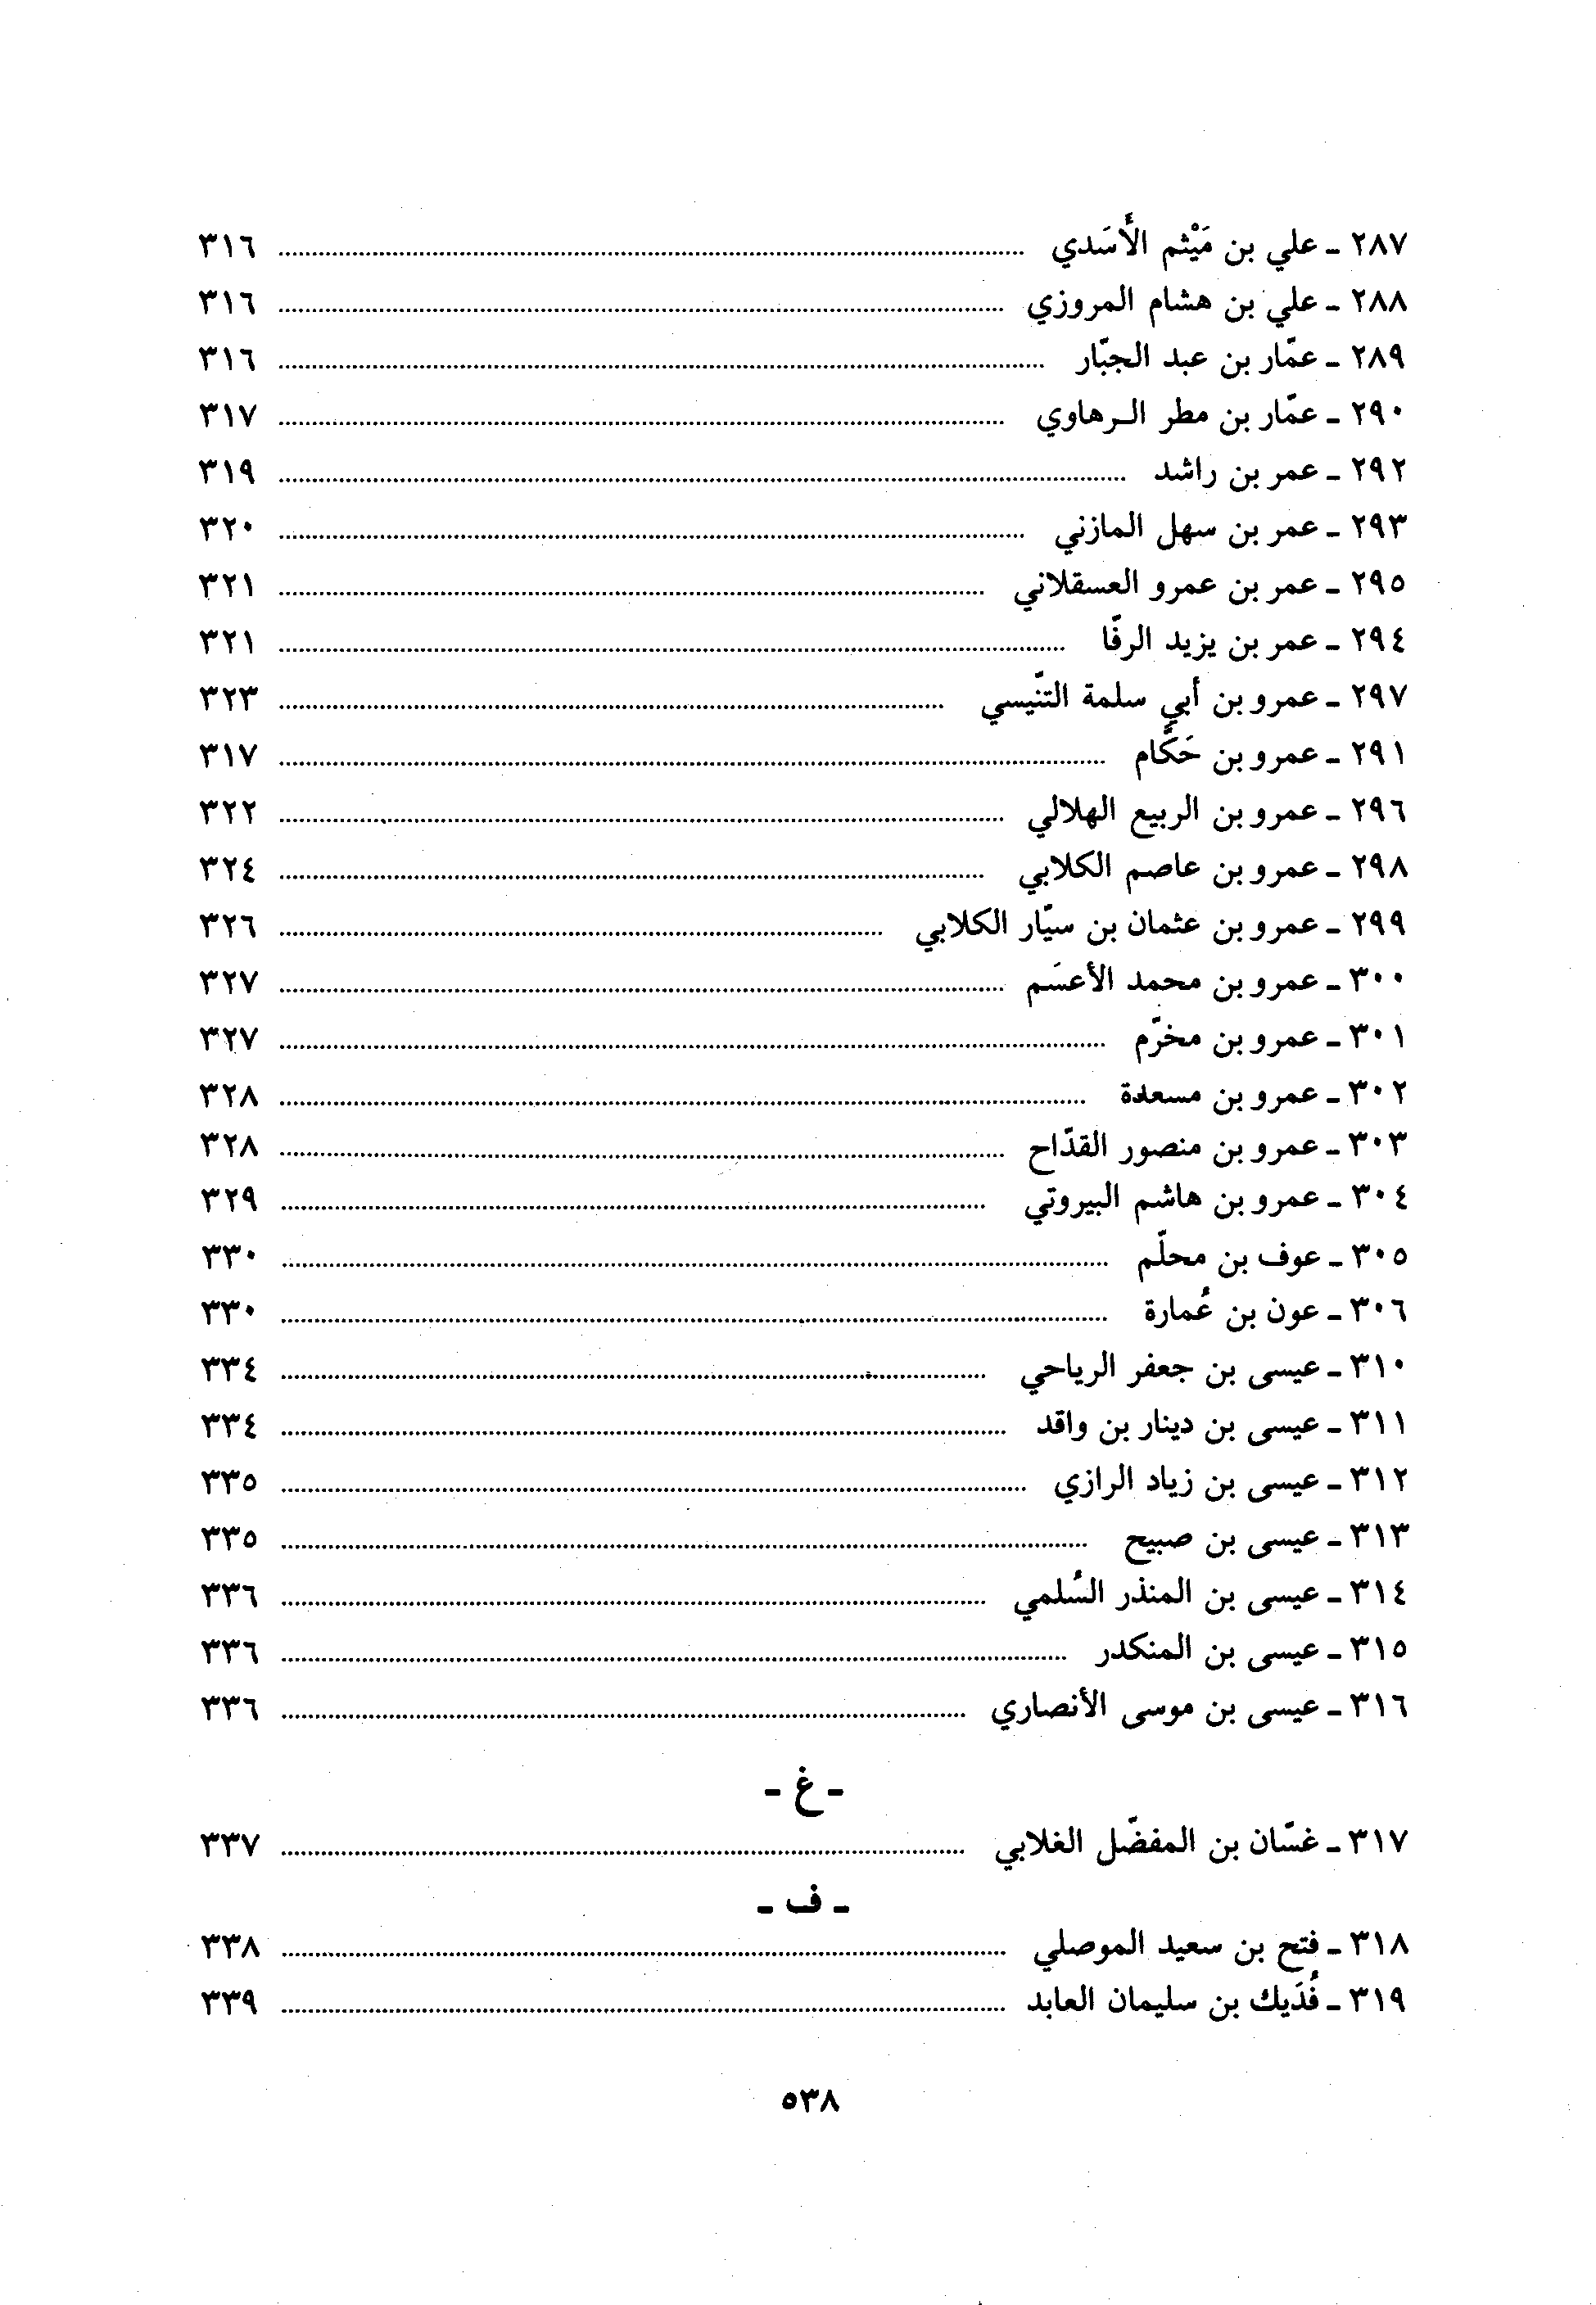 ٢٨٧ - علي بن مَيْثم الأَسَدي ........ ٣١٦
٢٨٨ - علي بن هشام المروزي ........ ٣١٦
٢٨٩ - عمّار بن عبد الجبّار ........ ٣١٦
٢٩٠ - عمّار بن مطر الـرهاوي ........ ٣١٧
٢٩٢ - عمر بن راشد ........ ٣١٩
٢٩٣ - عمر بن سهل المازني ........ ٣٢٠
٢٩٥ - عمر بن عمرو العسقلاني ........ ٣٢١
٢٩٤ - عمر بن يزيد الرفّا ........ ٣٢١
٢٩٧ - عمرو بن أبي سلمة التنّيسي ........ ٣٢٣
٢٩١ - عمرو بن حَكَّام ........ ٣١٧
٢٩٦ - عمرو بن الربيع الهلالي ........ ٣٢٢
٢٩٨ - عمرو بن عاصم الكلابي ........ ٣٢٤
٢٩٩ - عمرو بن عثمان بن سيّار الكلابي ........ ٣٢٦
٣٠٠ - عمرو بن محمد الأعسَم ........ ٣٢٧
٣٠١ - عمرو بن مخرّم ........ ٣٢٧
٣٠٢ - عمرو بن مسعدة ........ ٣٢٨
٣٠٣ - عمرو بن منصور القدّاح ........ ٣٢٨
٣٠٤ - عمرو بن هاشم البيروتي ........ ٣٢٩
٣٠٥ - عوف بن محلّم ........ ٣٣٠
٣٠٦ - عون بن عُمارة ........ ٣٣٠
٣١٠ - عيسى بن جعفر الرياحي ........ ٣٣٤
٣١١ - عيسى بن دينار بن واقد ........ ٣٣٤
٣١٢ - عيسى بن زياد الرازي ........ ٣٣٥
٣١٣ - عيسى بن صبيح ........ ٣٣٥
٣١٤ - عيسى بن المنذر السُلمي ........ ٣٣٦
٣١٥ - عيسى بن المنكدر ........ ٣٣٦
٣١٦ - عيسى بن موسى الأنصاري ........ ٣٣٦
- غ -
٣١٧ - غسّان بن المفضّل الغلابي ........ ٣٣٧
- ف -
٣١٨ - فتح بن سعيد الموصلي ........ ٣٣٨
٣١٩ - فُدَيك بن سليمان العابد ........ ٣٣٩
٥٣٨